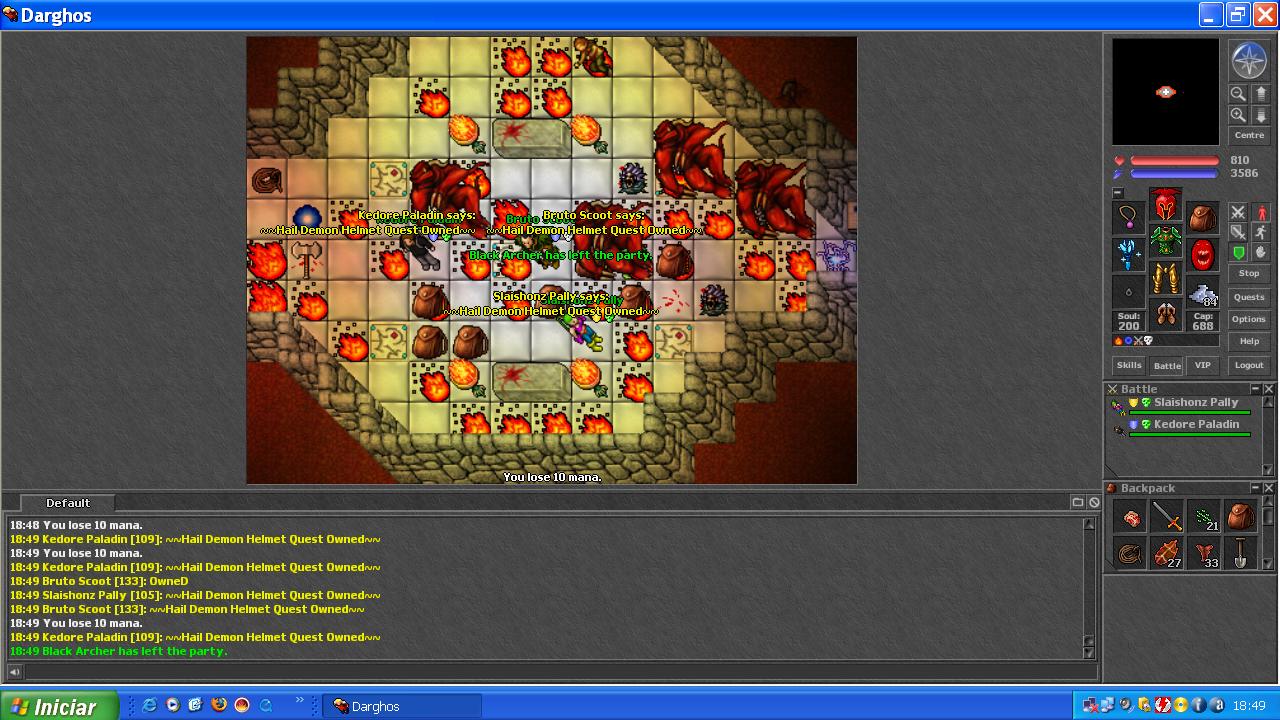 Darghos
Centre
810
3586
Kedore Paladin says:
~~Hail Demon Helmet Quest Owned~~
Bruto Scoot says:
~~Hail Demon Helmet Quest Owned~~
Black Archer has left the party.
Slaishonz Pally says:
~~Hail Demon Helmet Quest Owned~~
You lose 10 mana.
84
Stop
Quests
Soul:
200
Cap:
688
Options
Help
Skills
Battle
VIP
Logout
Battle
Slaishonz Pally
Kedore Paladin
Backpack
21
27
33
Default
18:48 You lose 10 mana.
18:49 Kedore Paladin [109]: ~~Hail Demon Helmet Quest Owned~~
18:49 You lose 10 mana.
18:49 Kedore Paladin [109]: ~~Hail Demon Helmet Quest Owned~~
18:49 Bruto Scoot [133]: OwneD
18:49 Slaishonz Pally [105]: ~~Hail Demon Helmet Quest Owned~~
18:49 Bruto Scoot [133]: ~~Hail Demon Helmet Quest Owned~~
18:49 You lose 10 mana.
18:49 Kedore Paladin [109]: ~~Hail Demon Helmet Quest Owned~~
18:49 Black Archer has left the party.
Iniciar
Darghos
18:49